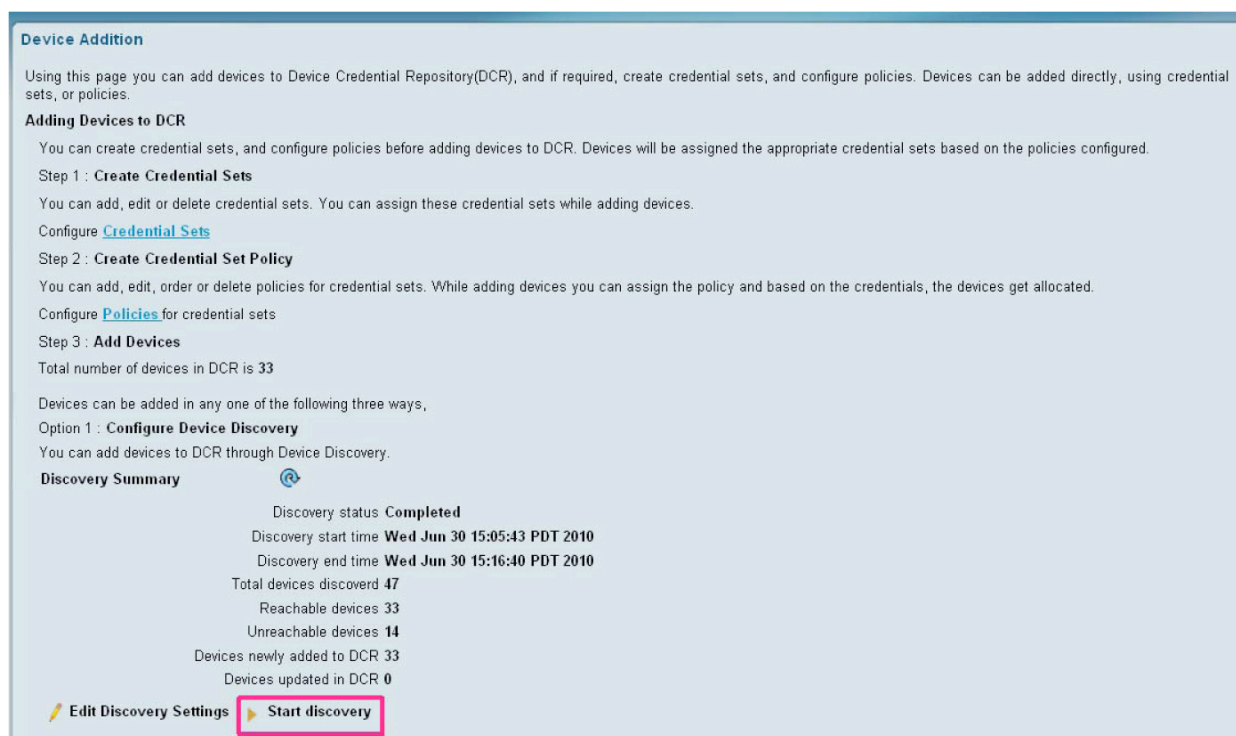 Device Addition
Using this page you can add devices to Device Credential Repository(DCR), and if required, create credential sets, and configure policies. Devices can be added directly, using credential
sets, or policies.
Adding Devices to DCR
You can create credential sets, and configure policies before adding devices to DCR. Devices will be assigned the appropriate credential sets based on the policies configured.
Step 1 : Create Credential Sets
You can add, edit or delete credential sets. You can assign these credential sets while adding devices.
Configure Credential Sets
Step 2 : Create Credential Set Policy
You can add, edit, order or delete policies for credential sets. While adding devices you can assign the policy and based on the credentials, the devices get allocated.
Configure Policies for credential sets
Step 3 : Add Devices
Total number of devices in DCR is 33
Devices can be added in any one of the following three ways,
Option 1 : Configure Device Discovery
You can add devices to DCR through Device Discovery.
Discovery Summary
Discovery status Completed
Discovery start time Wed Jun 30 15:05:43 PDT 2010
Discovery end time Wed Jun 30 15:16:40 PDT 2010
Total devices discoverd 47
Reachable devices 33
Unreachable devices 14
Devices newly added to DCR 33
Devices updated in DCR 0
Edit Discovery Settings Start discovery